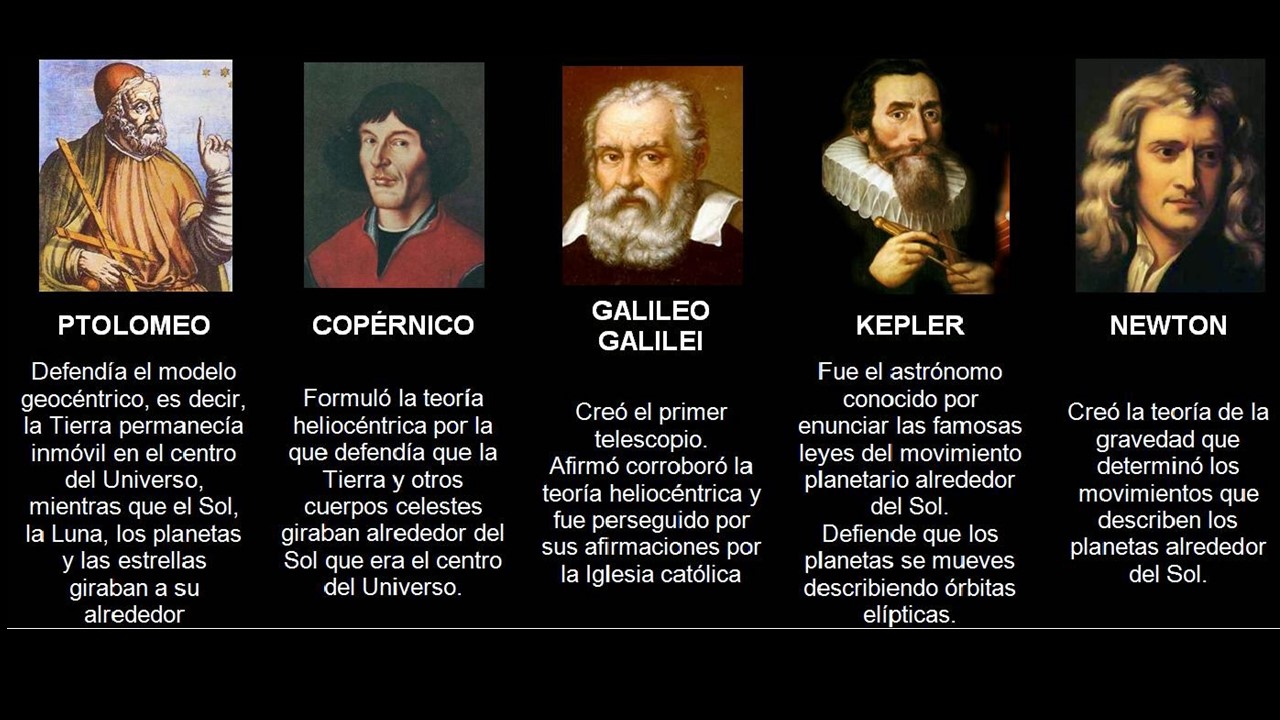 PTOLOMEO
Defendía el modelo
geocéntrico, es decir,
la Tierra permanecía
inmóvil en el centro
del Universo,
mientras que el Sol,
la Luna, los planetas
y las estrellas
giraban a su
alrededor
COPÉRNICO
Formuló la teoría
heliocéntrica por la
que defendía que la
Tierra y otros
cuerpos celestes
giraban alrededor del
Sol que era el centro
del Universo.
GALILEO
GALILEI
Creó el primer
telescopio.
Afirmó corroboró la
teoría heliocéntrica y
fue perseguido por
sus afirmaciones por
la Iglesia católica
KEPLER
Fue el astrónomo
conocido por
enunciar las famosas
leyes del movimiento
planetario alrededor
del Sol.
Defiende que los
planetas se mueves
describiendo órbitas
elípticas.
NEWTON
Creó la teoría de la
gravedad que
determinó los
movimientos que
describen los
planetas alrededor
del Sol.